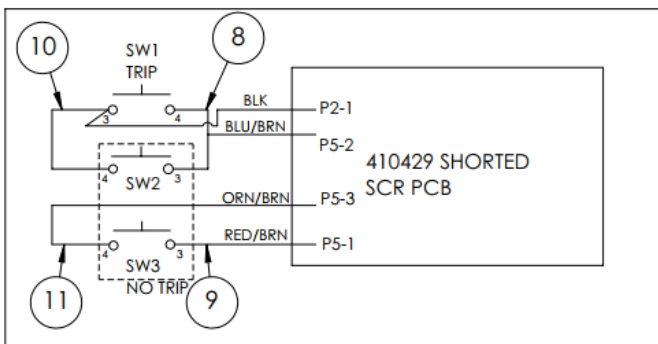 10
SW1
TRIP
8
3
4
BLK
P2-1
BLU/BRN
P5-2
410429 SHORTED
SCR PCB
4
SW2
3
ORN/BRN
P5-3
RED/BRN
P5-1
4
3
SW3
NO TRIP
11
9